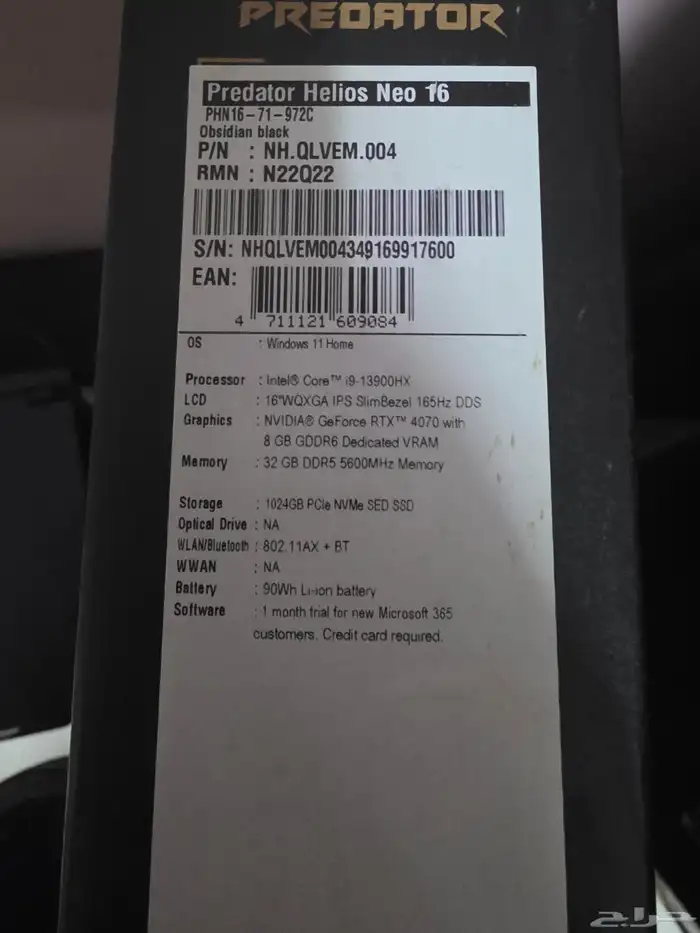 PREDATOR
Predator Helios Neo 16
PHN16-71-972C
Obsidian black
P/N : NH.QLVEM.004
RMN : N22Q22
S/N: NHQLVEM004349169917600
EAN:
4 711121 609084
OS : Windows 11 Home
Processor : Intel® Core™ i9-13900HX
LCD : 16"WQXGA IPS SlimBezel 165Hz DDS
Graphics : NVIDIA® GeForce RTX™ 4070 with
8 GB GDDR6 Dedicated VRAM
Memory : 32 GB DDR5 5600MHz Memory
Storage : 1024GB PCIe NVMe SED SSD
Optical Drive : NA
WLAN/Bluetooth : 802.11AX + BT
WWAN : NA
Battery : 90Wh Li-ion battery
Software : 1 month trial for new Microsoft 365
customers. Credit card required.
حراج